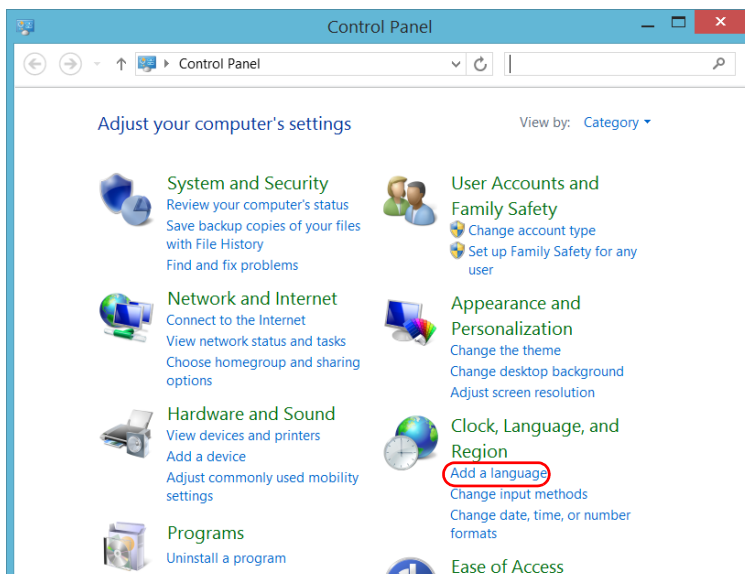 Control Panel
Control Panel
Adjust your computer's settings
View by: Category
System and Security
Review your computer's status
Save backup copies of your files
with File History
Find and fix problems
Network and Internet
Connect to the Internet
View network status and tasks
Choose homegroup and sharing
options
Hardware and Sound
View devices and printers
Add a device
Adjust commonly used mobility
settings
Programs
Uninstall a program
User Accounts and
Family Safety
Change account type
Set up Family Safety for any
user
Appearance and
Personalization
Change the theme
Change desktop background
Adjust screen resolution
Clock, Language, and
Region
Add a language
Change input methods
Change date, time, or number
formats
Ease of Access